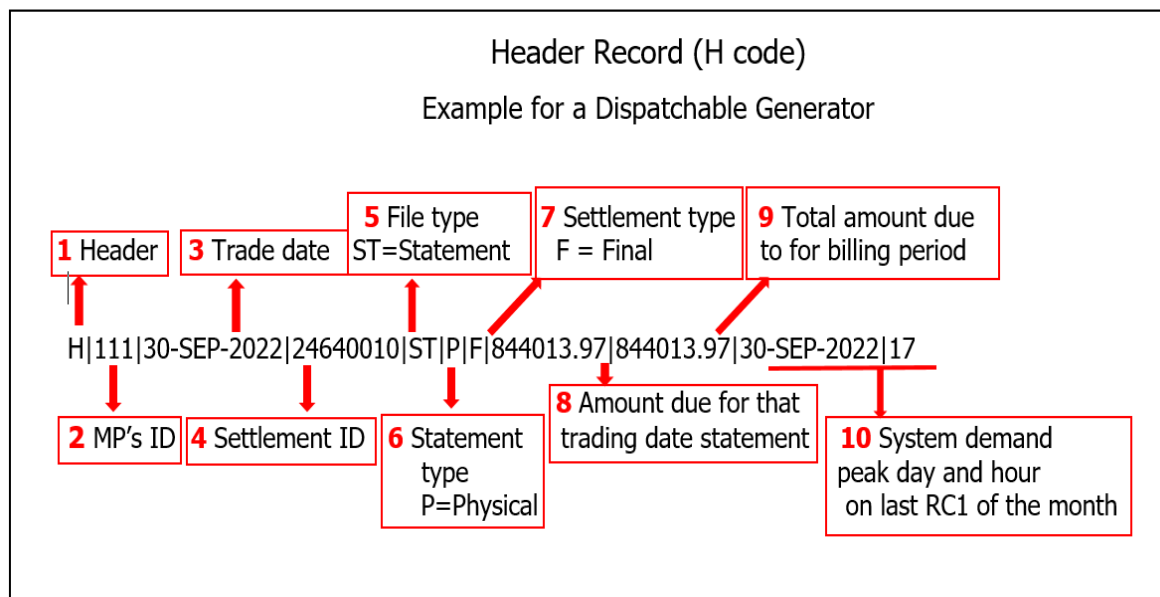 Header Record (H code)
Example for a Dispatchable Generator
1 Header
3 Trade date
5 File type
ST=Statement
7 Settlement type
F = Final
9 Total amount due
to for billing period
H|111|30-SEP-2022|24640010|ST|P|F|844013.97|844013.97|30-SEP-2022|17
2 MP's ID
4 Settlement ID
6 Statement
type
P=Physical
8 Amount due for that
trading date statement
10 System demand
peak day and hour
on last RC1 of the month